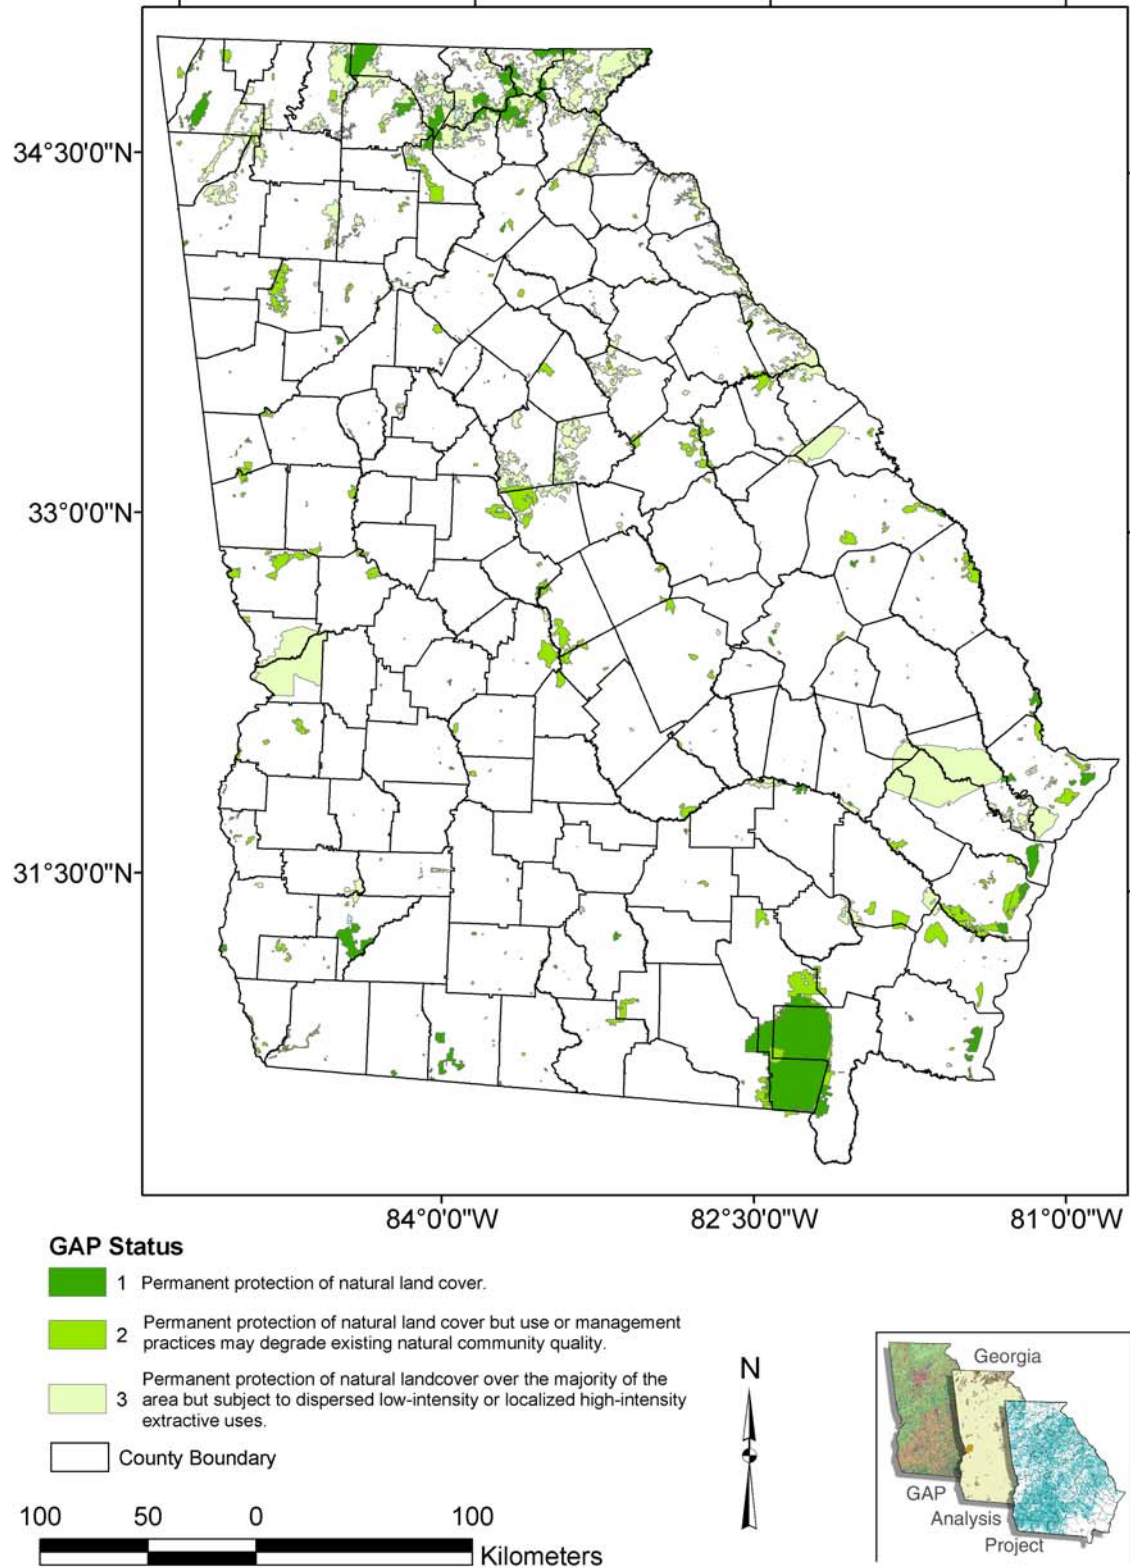 34°30'0"N
33°0'0"N
31°30'0"N
84°0'0"W
82°30'0"W
81°0'0"W
GAP Status
1 Permanent protection of natural land cover.
2 Permanent protection of natural land cover but use or management
practices may degrade existing natural community quality.
3 Permanent protection of natural landcover over the majority of the
area but subject to dispersed low-intensity or localized high-intensity
extractive uses.
County Boundary
100 50 0 100
Kilometers
N
Georgia
GAP
Analysis
Project